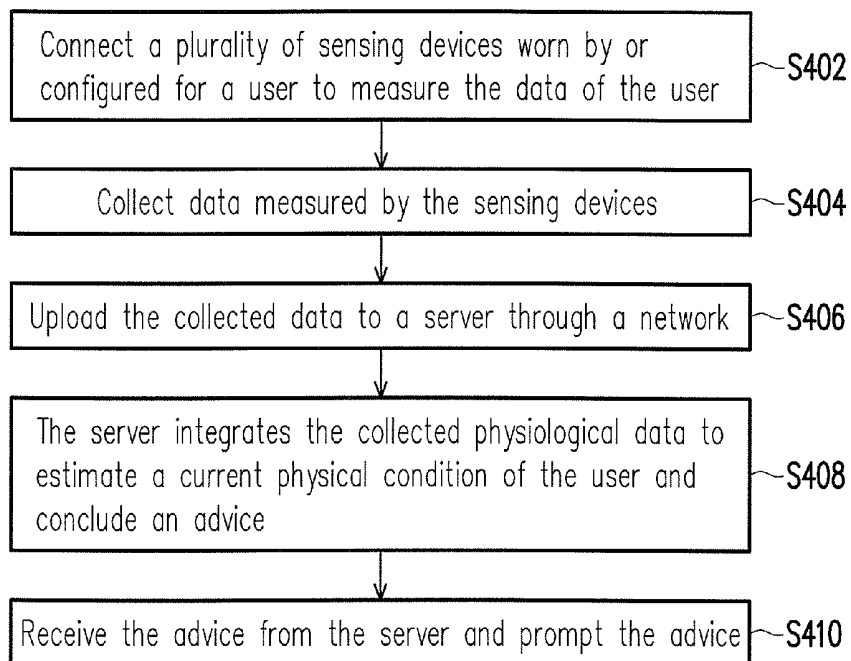 Connect a plurality of sensing devices worn by or
configured for a user to measure the data of the user
S402
Collect data measured by the sensing devices
S404
Upload the collected data to a server through a network
S406
The server integrates the collected physiological data to
estimate a current physical condition of the user and
conclude an advice
S408
Receive the advice from the server and prompt the advice
S410